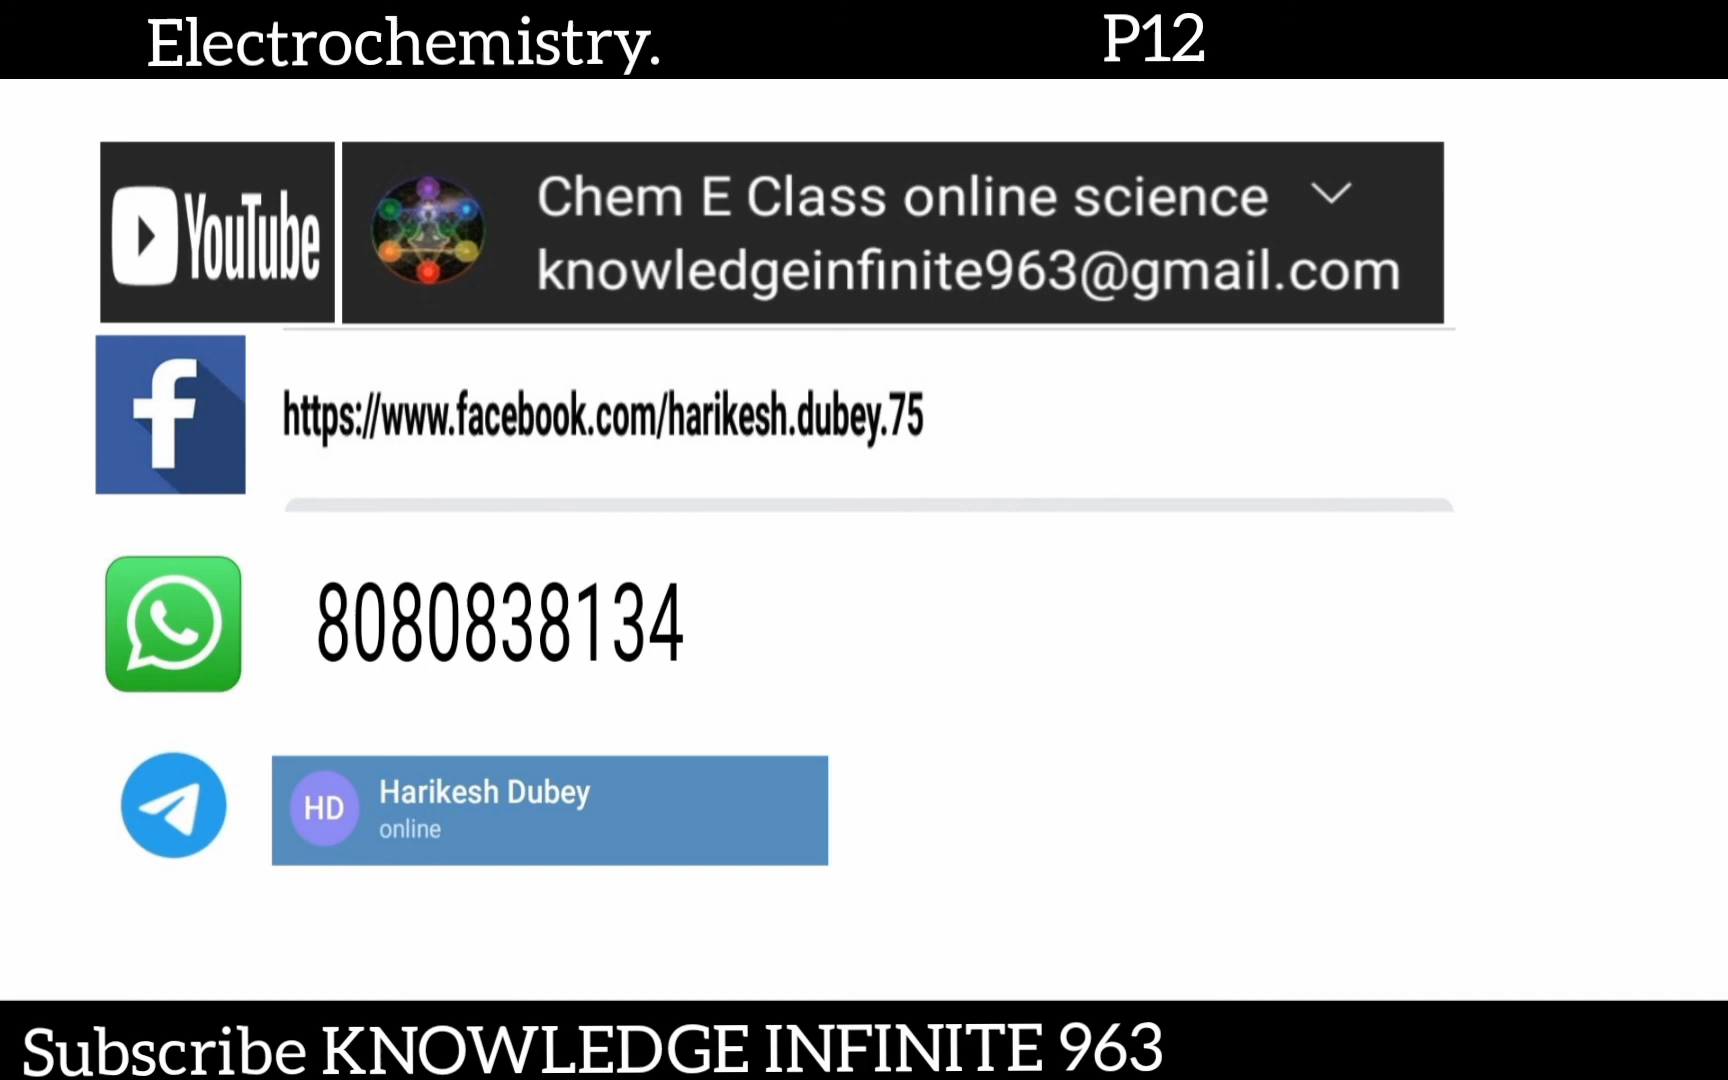 Electrochemistry. P12
YouTube
Chem E Class online science
knowledgeinfinite963@gmail.com
f
https://www.facebook.com/harikesh.dubey.75
8080838134
HD
Harikesh Dubey
online
Subscribe KNOWLEDGE INFINITE 963